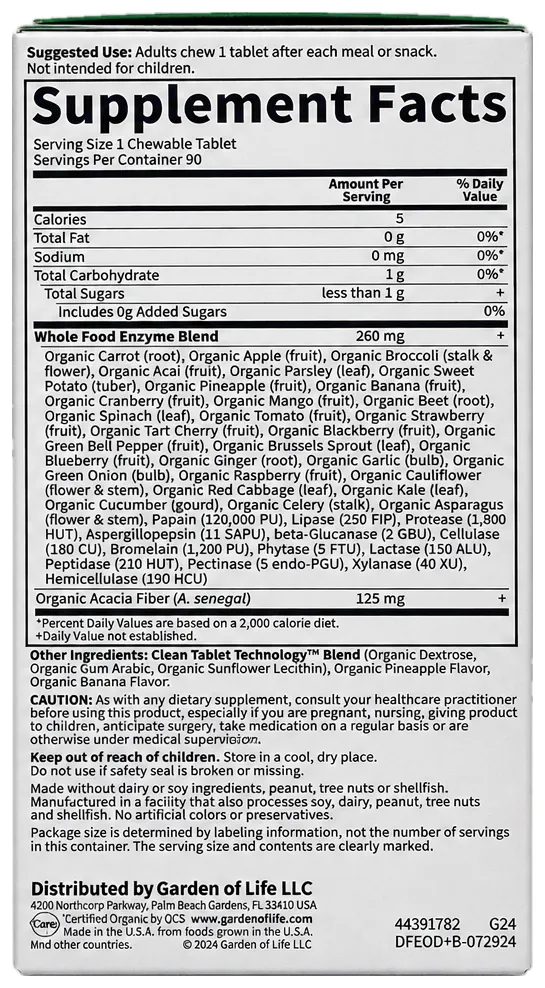 Suggested Use: Adults chew 1 tablet after each meal or snack.
Not intended for children.
Supplement Facts
Serving Size 1 Chewable Tablet
Servings Per Container 90
Amount Per Serving % Daily Value
Calories 5
Total Fat 0 g 0%*
Sodium 0 mg 0%*
Total Carbohydrate 1 g 0%*
Total Sugars less than 1 g +
Includes 0g Added Sugars 0%
Whole Food Enzyme Blend 260 mg +
Organic Carrot (root), Organic Apple (fruit), Organic Broccoli (stalk &
flower), Organic Acai (fruit), Organic Parsley (leaf), Organic Sweet
Potato (tuber), Organic Pineapple (fruit), Organic Banana (fruit),
Organic Cranberry (fruit), Organic Mango (fruit), Organic Beet (root),
Organic Spinach (leaf), Organic Tomato (fruit), Organic Strawberry
(fruit), Organic Tart Cherry (fruit), Organic Blackberry (fruit), Organic
Green Bell Pepper (fruit), Organic Brussels Sprout (leaf), Organic
Blueberry (fruit), Organic Ginger (root), Organic Garlic (bulb), Organic
Green Onion (bulb), Organic Raspberry (fruit), Organic Cauliflower
(flower & stem), Organic Red Cabbage (leaf), Organic Kale (leaf),
Organic Cucumber (gourd), Organic Celery (stalk), Organic Asparagus
(flower & stem), Papain (120,000 PU), Lipase (250 FIP), Protease (1,800
HUT), Aspergillopepsin (11 SAPU), beta-Glucanase (2 GBU), Cellulase
(180 CU), Bromelain (1,200 PU), Phytase (5 FTU), Lactase (150 ALU),
Peptidase (210 HUT), Pectinase (5 endo-PGU), Xylanase (40 XU),
Hemicellulase (190 HCU)
Organic Acacia Fiber (A. senegal) 125 mg +
*Percent Daily Values are based on a 2,000 calorie diet.
+Daily Value not established.
Other Ingredients: Clean Tablet Technology™ Blend (Organic Dextrose,
Organic Gum Arabic, Organic Sunflower Lecithin), Organic Pineapple Flavor,
Organic Banana Flavor.
CAUTION: As with any dietary supplement, consult your healthcare practitioner
before using this product, especially if you are pregnant, nursing, giving product
to children, anticipate surgery, take medication on a regular basis or are
otherwise under medical supervision.
Keep out of reach of children. Store in a cool, dry place.
Do not use if safety seal is broken or missing.
Made without dairy or soy ingredients, peanut, tree nuts or shellfish.
Manufactured in a facility that also processes soy, dairy, peanut, tree nuts
and shellfish. No artificial colors or preservatives.
Package size is determined by labeling information, not the number of servings
in this container. The serving size and contents are clearly marked.
Distributed by Garden of Life LLC
4200 Northcorp Parkway, Palm Beach Gardens, FL 33410 USA
Care
*Certified Organic by QCS www.gardenoflife.com
Made in the U.S.A. from foods grown in the U.S.A.
Mnd other countries. © 2024 Garden of Life LLC
44391782 G24
DFEOD+B-072924